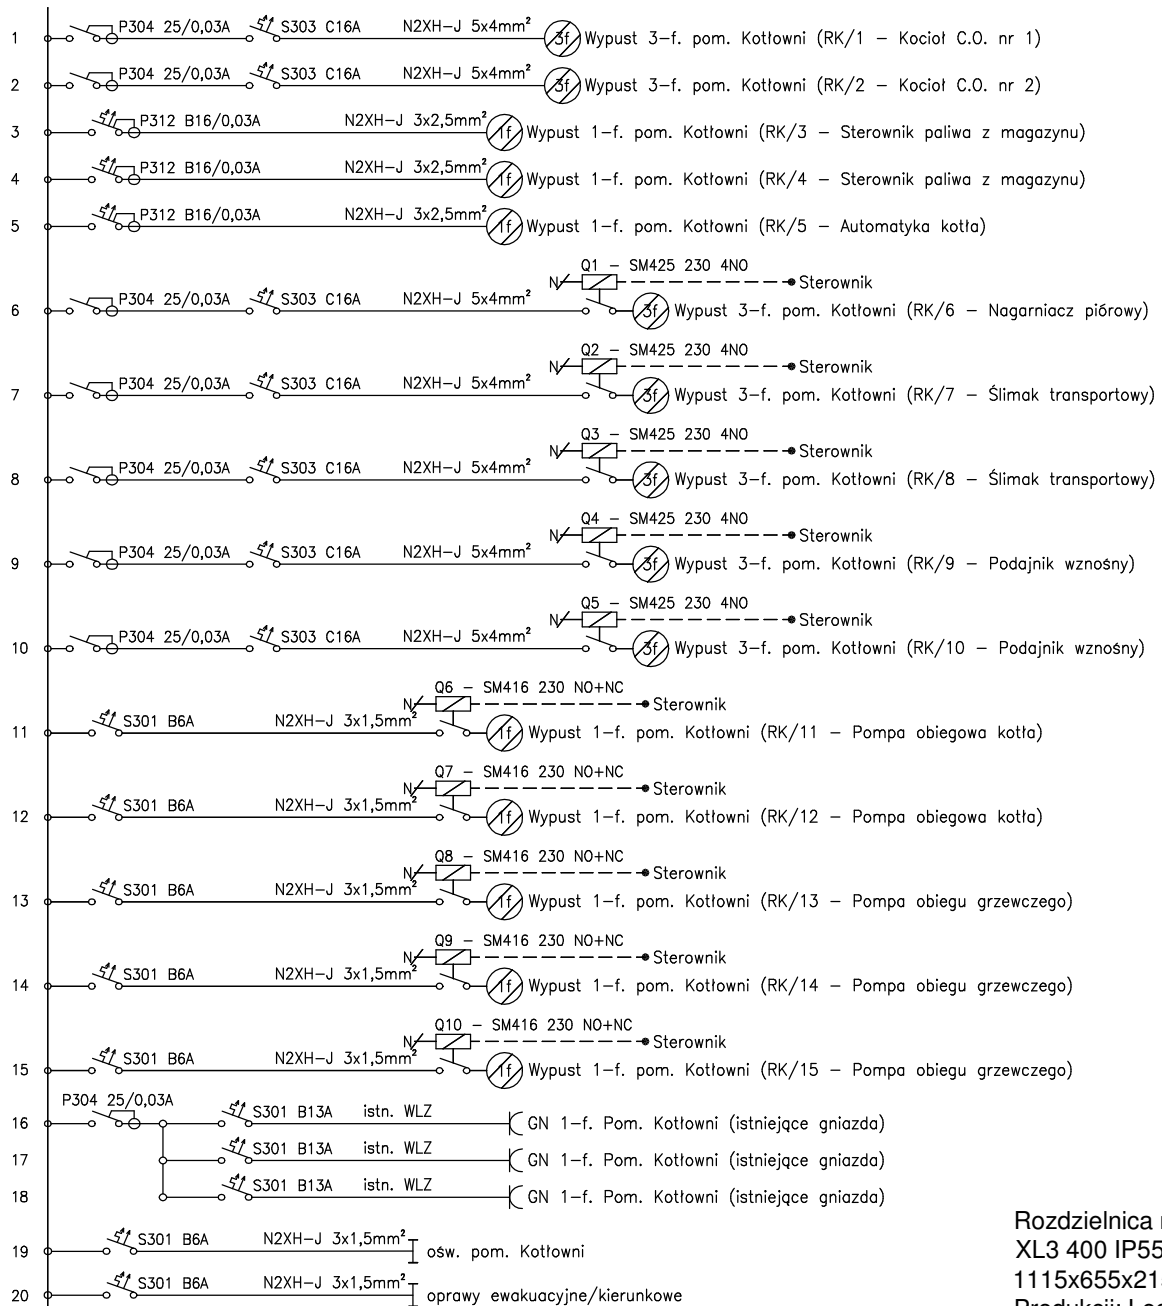 1 P304 25/0,03A S303 C16A N2XH-J 5x4mm² 3f Wypust 3-f. pom. Kotłowni (RK/1 - Kocioł C.O. nr 1)
2 P304 25/0,03A S303 C16A N2XH-J 5x4mm² 3f Wypust 3-f. pom. Kotłowni (RK/2 - Kocioł C.O. nr 2)
3 P312 B16/0,03A N2XH-J 3x2,5mm² 1f Wypust 1-f. pom. Kotłowni (RK/3 - Sterownik paliwa z magazynu)
4 P312 B16/0,03A N2XH-J 3x2,5mm² 1f Wypust 1-f. pom. Kotłowni (RK/4 - Sterownik paliwa z magazynu)
5 P312 B16/0,03A N2XH-J 3x2,5mm² 1f Wypust 1-f. pom. Kotłowni (RK/5 - Automatyka kotła)
Q1 - SM425 230 4NO
N Sterownik
6 P304 25/0,03A S303 C16A N2XH-J 5x4mm² 3f Wypust 3-f. pom. Kotłowni (RK/6 - Nagarniacz piórowy)
Q2 - SM425 230 4NO
N Sterownik
7 P304 25/0,03A S303 C16A N2XH-J 5x4mm² 3f Wypust 3-f. pom. Kotłowni (RK/7 - Ślimak transportowy)
Q3 - SM425 230 4NO
N Sterownik
8 P304 25/0,03A S303 C16A N2XH-J 5x4mm² 3f Wypust 3-f. pom. Kotłowni (RK/8 - Ślimak transportowy)
Q4 - SM425 230 4NO
N Sterownik
9 P304 25/0,03A S303 C16A N2XH-J 5x4mm² 3f Wypust 3-f. pom. Kotłowni (RK/9 - Podajnik wznośny)
Q5 - SM425 230 4NO
N Sterownik
10 P304 25/0,03A S303 C16A N2XH-J 5x4mm² 3f Wypust 3-f. pom. Kotłowni (RK/10 - Podajnik wznośny)
Q6 - SM416 230 NO+NC
N Sterownik
11 S301 B6A N2XH-J 3x1,5mm² 1f Wypust 1-f. pom. Kotłowni (RK/11 - Pompa obiegowa kotła)
Q7 - SM416 230 NO+NC
N Sterownik
12 S301 B6A N2XH-J 3x1,5mm² 1f Wypust 1-f. pom. Kotłowni (RK/12 - Pompa obiegowa kotła)
Q8 - SM416 230 NO+NC
N Sterownik
13 S301 B6A N2XH-J 3x1,5mm² 1f Wypust 1-f. pom. Kotłowni (RK/13 - Pompa obiegu grzewczego)
Q9 - SM416 230 NO+NC
N Sterownik
14 S301 B6A N2XH-J 3x1,5mm² 1f Wypust 1-f. pom. Kotłowni (RK/14 - Pompa obiegu grzewczego)
Q10 - SM416 230 NO+NC
N Sterownik
15 S301 B6A N2XH-J 3x1,5mm² 1f Wypust 1-f. pom. Kotłowni (RK/15 - Pompa obiegu grzewczego)
P304 25/0,03A
16 S301 B13A istn. WLZ GN 1-f. Pom. Kotłowni (istniejące gniazda)
17 S301 B13A istn. WLZ GN 1-f. Pom. Kotłowni (istniejące gniazda)
18 S301 B13A istn. WLZ GN 1-f. Pom. Kotłowni (istniejące gniazda)
19 S301 B6A N2XH-J 3x1,5mm² ośw. pom. Kotłowni
20 S301 B6A N2XH-J 3x1,5mm² oprawy ewakuacyjne/kierunkowe
Rozdzielnica
XL3 400 IP55
1115x655x21
Produkcji: